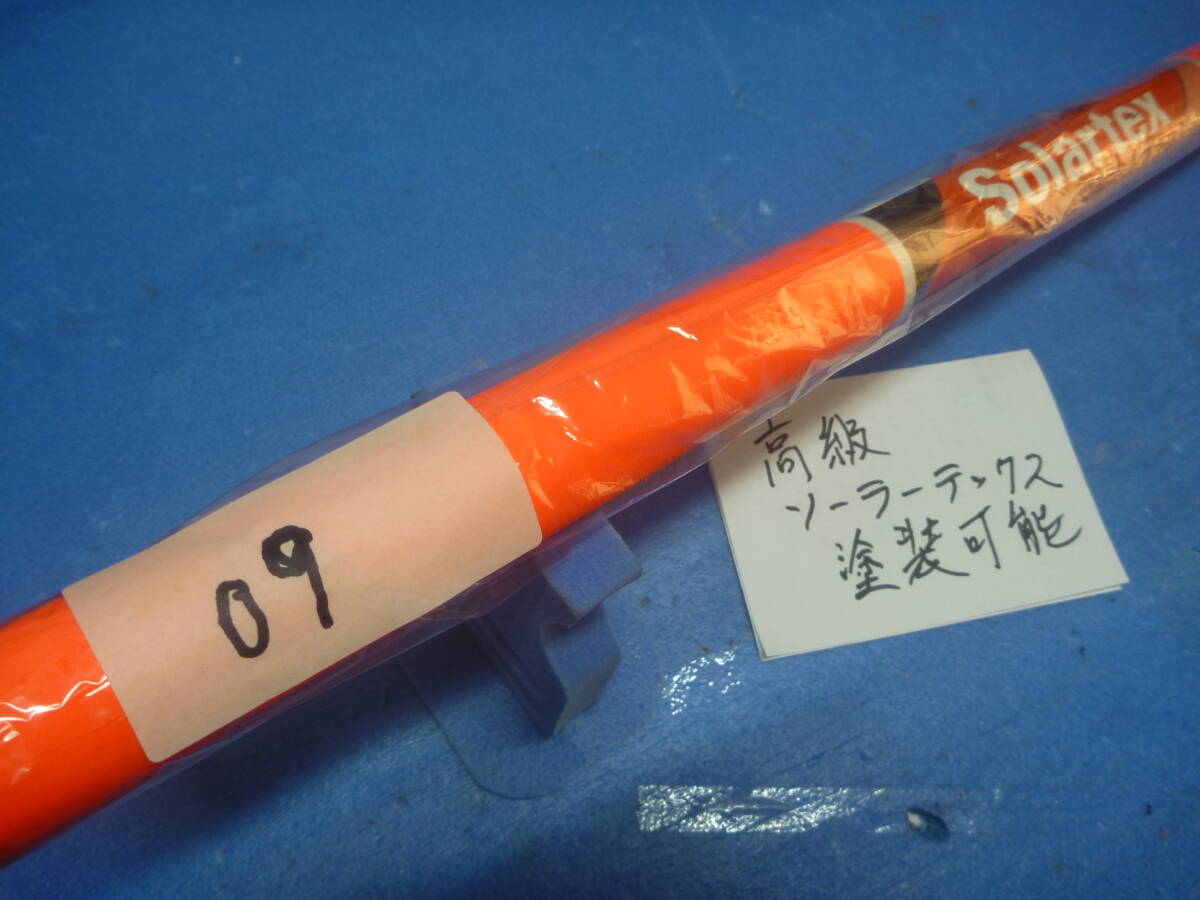 Solartex
09
高級
ソーラーテックス
塗装可能